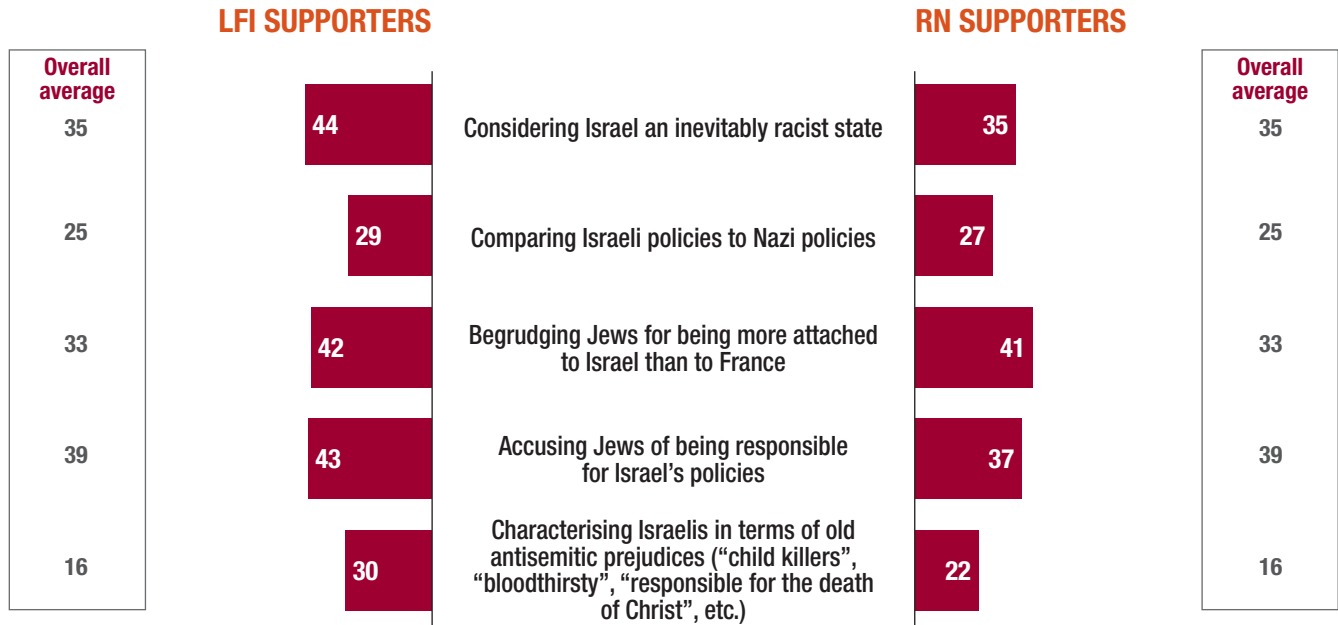 LFI SUPPORTERS
RN SUPPORTERS
Overall
average
Overall
average
35
44
Considering Israel an inevitably racist state
35
35
25
29
Comparing Israeli policies to Nazi policies
27
25
33
42
Begrudging Jews for being more attached
to Israel than to France
41
33
39
43
Accusing Jews of being responsible
for Israel’s policies
37
39
16
30
Characterising Israelis in terms of old
antisemitic prejudices (“child killers”,
“bloodthirsty”, “responsible for the death
of Christ”, etc.)
22
16